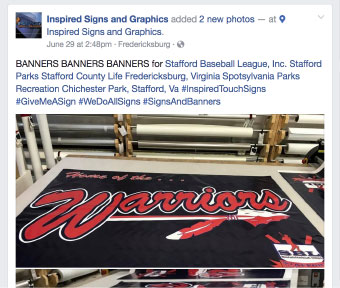 Inspired Signs and Graphics added 2 new photos — at
Inspired Signs and Graphics.
June 29 at 2:48pm · Fredericksburg ·
BANNERS BANNERS BANNERS for Stafford Baseball League, Inc. Stafford
Parks Stafford County Life Fredericksburg, Virginia Spotsylvania Parks
Recreation Chichester Park, Stafford, Va #InspiredTouchSigns
#GiveMeASign #WeDoAllSigns #SignsAndBanners
Home of the ...
Warriors